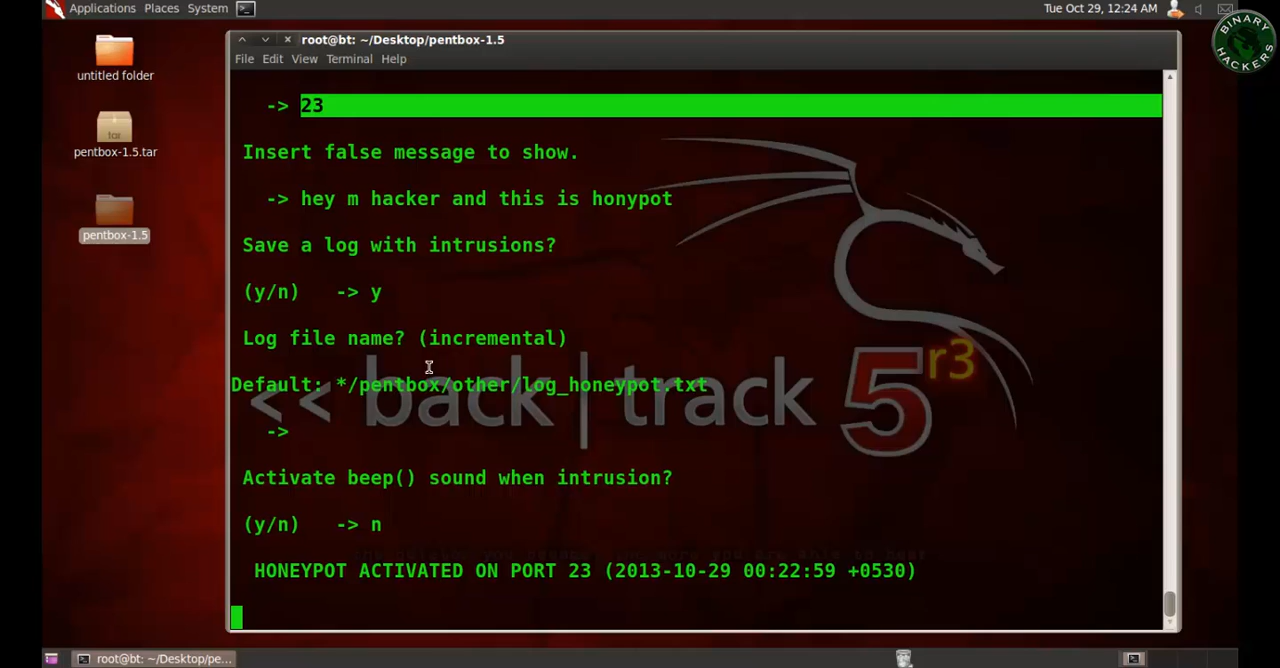 Applications Places System
Tue Oct 29, 12:24 AM
BINARY HACKERS
untitled folder
tar
pentbox-1.5.tar
pentbox-1.5
root@bt: ~/Desktop/pentbox-1.5
File Edit View Terminal Help
-> 23
Insert false message to show.
-> hey m hacker and this is honypot
Save a log with intrusions?
(y/n) -> y
Log file name? (incremental)
Default: */pentbox/other/log_honeypot.txt
<< back | track 5 r3
->
Activate beep() sound when intrusion?
(y/n) -> n
HONEYPOT ACTIVATED ON PORT 23 (2013-10-29 00:22:59 +0530)
root@bt: ~/Desktop/pe...